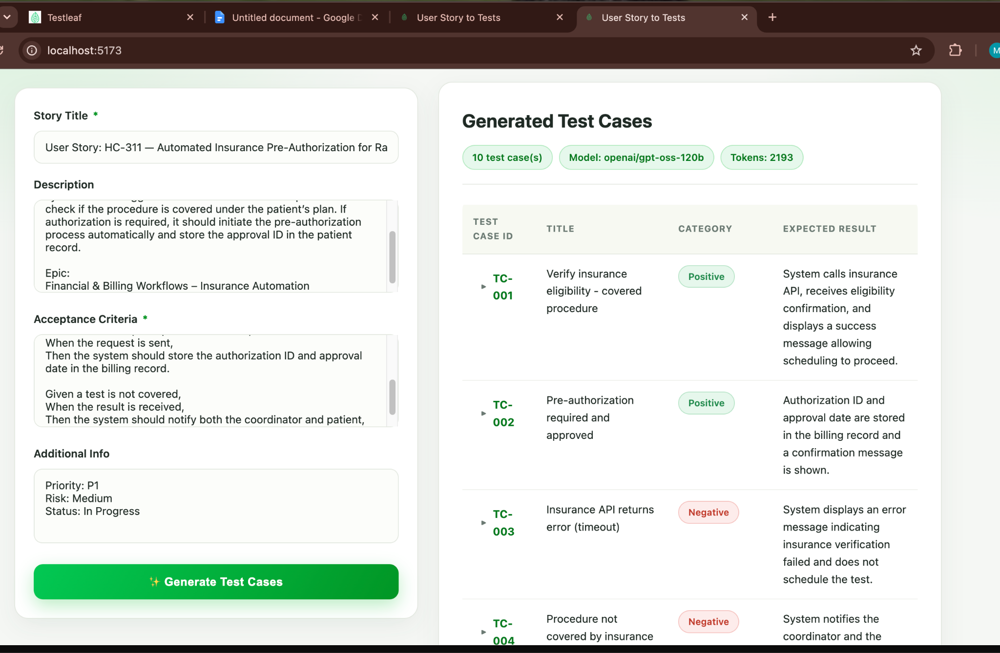 Testleaf
Untitled document - Google
User Story to Tests
User Story to Tests
localhost:5173
M
Story Title *
User Story: HC-311 — Automated Insurance Pre-Authorization for Ra
Description
check if the procedure is covered under the patient’s plan. If
authorization is required, it should initiate the pre-authorization
process automatically and store the approval ID in the patient
record.
Epic:
Financial & Billing Workflows – Insurance Automation
Acceptance Criteria *
When the request is sent,
Then the system should store the authorization ID and approval
date in the billing record.
Given a test is not covered,
When the result is received,
Then the system should notify both the coordinator and patient,
Additional Info
Priority: P1
Risk: Medium
Status: In Progress
✨ Generate Test Cases
Generated Test Cases
10 test case(s)
Model: openai/gpt-oss-120b
Tokens: 2193
TEST
CASE ID
TITLE
CATEGORY
EXPECTED RESULT
TC-
001
Verify insurance
eligibility - covered
procedure
Positive
System calls insurance
API, receives eligibility
confirmation, and
displays a success
message allowing
scheduling to proceed.
TC-
002
Pre-authorization
required and
approved
Positive
Authorization ID and
approval date are stored
in the billing record and
a confirmation message
is shown.
TC-
003
Insurance API returns
error (timeout)
Negative
System displays an error
message indicating
insurance verification
failed and does not
schedule the test.
TC-
004
Procedure not
covered by insurance
Negative
System notifies the
coordinator and the